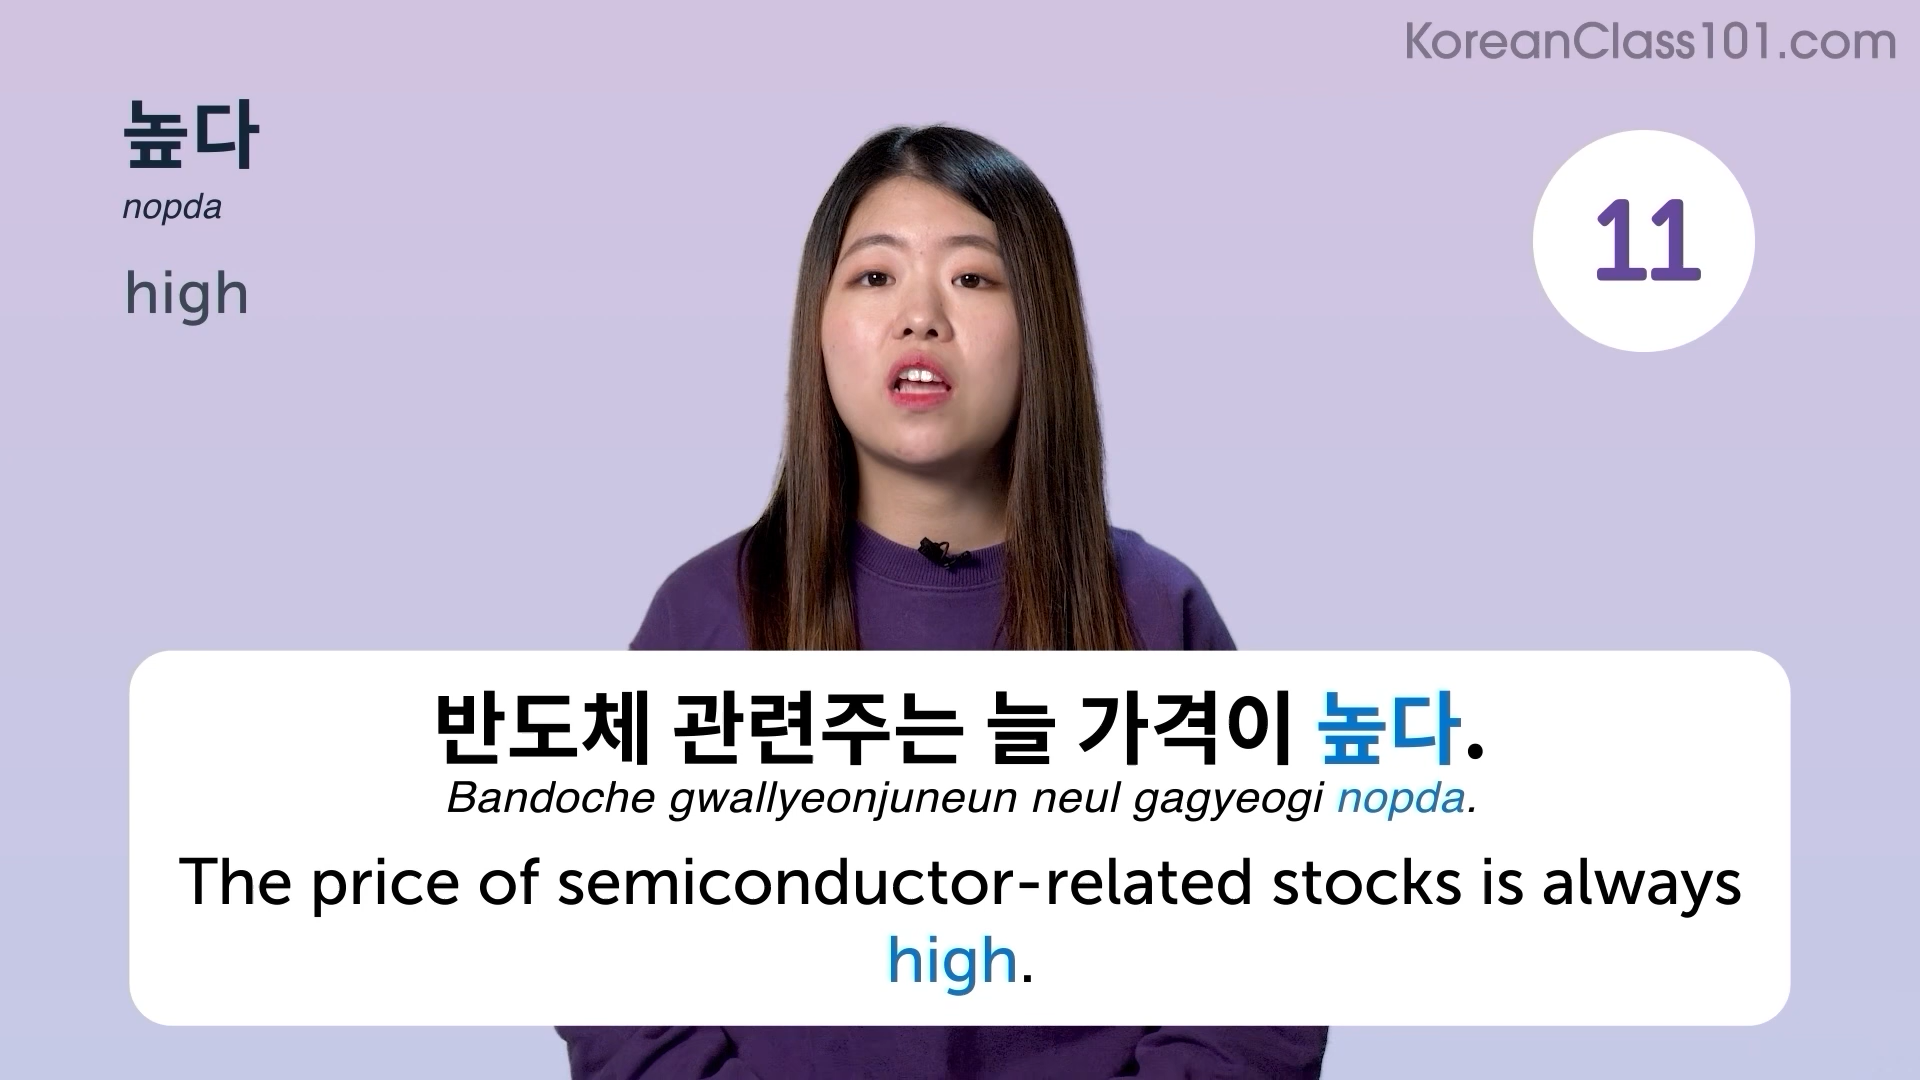 KoreanClass101.com
높다
nopda
high
11
반도체 관련주는 늘 가격이 높다.
Bandoche gwallyeonjuneun neul gagyeogi nopda.
The price of semiconductor-related stocks is always
high.